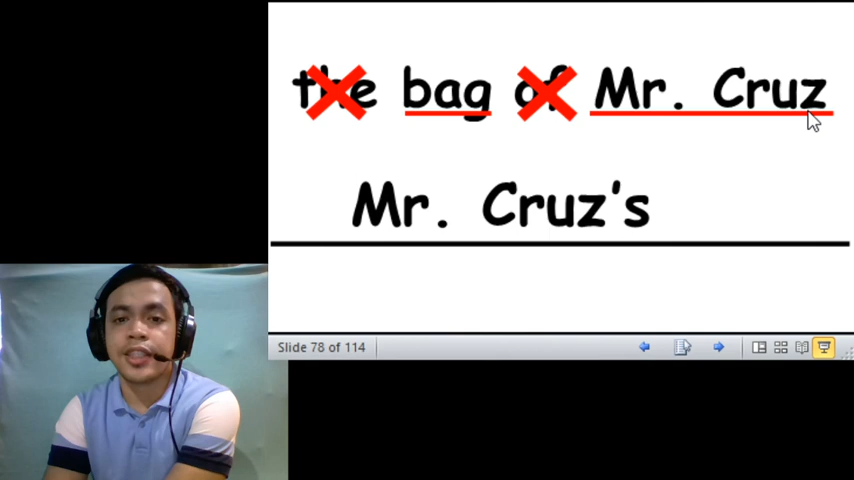 the bag of Mr. Cruz
Mr. Cruz's
Slide 78 of 114